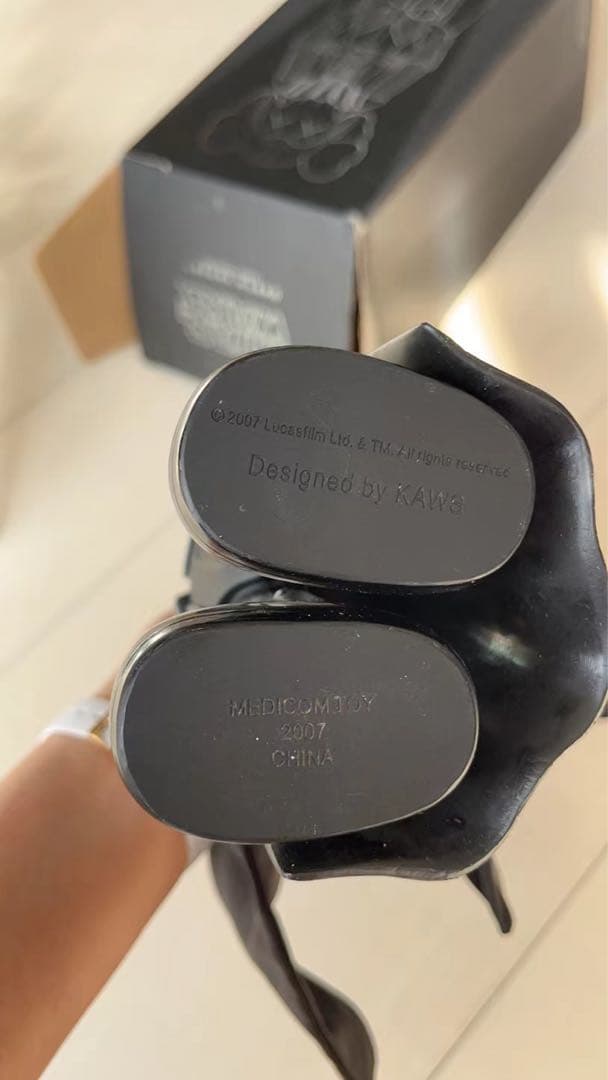 © 2007 Lucasfilm Ltd. & TM. All rights reserved
Designed by KAWS
MEDICOM TOY
2007
CHINA